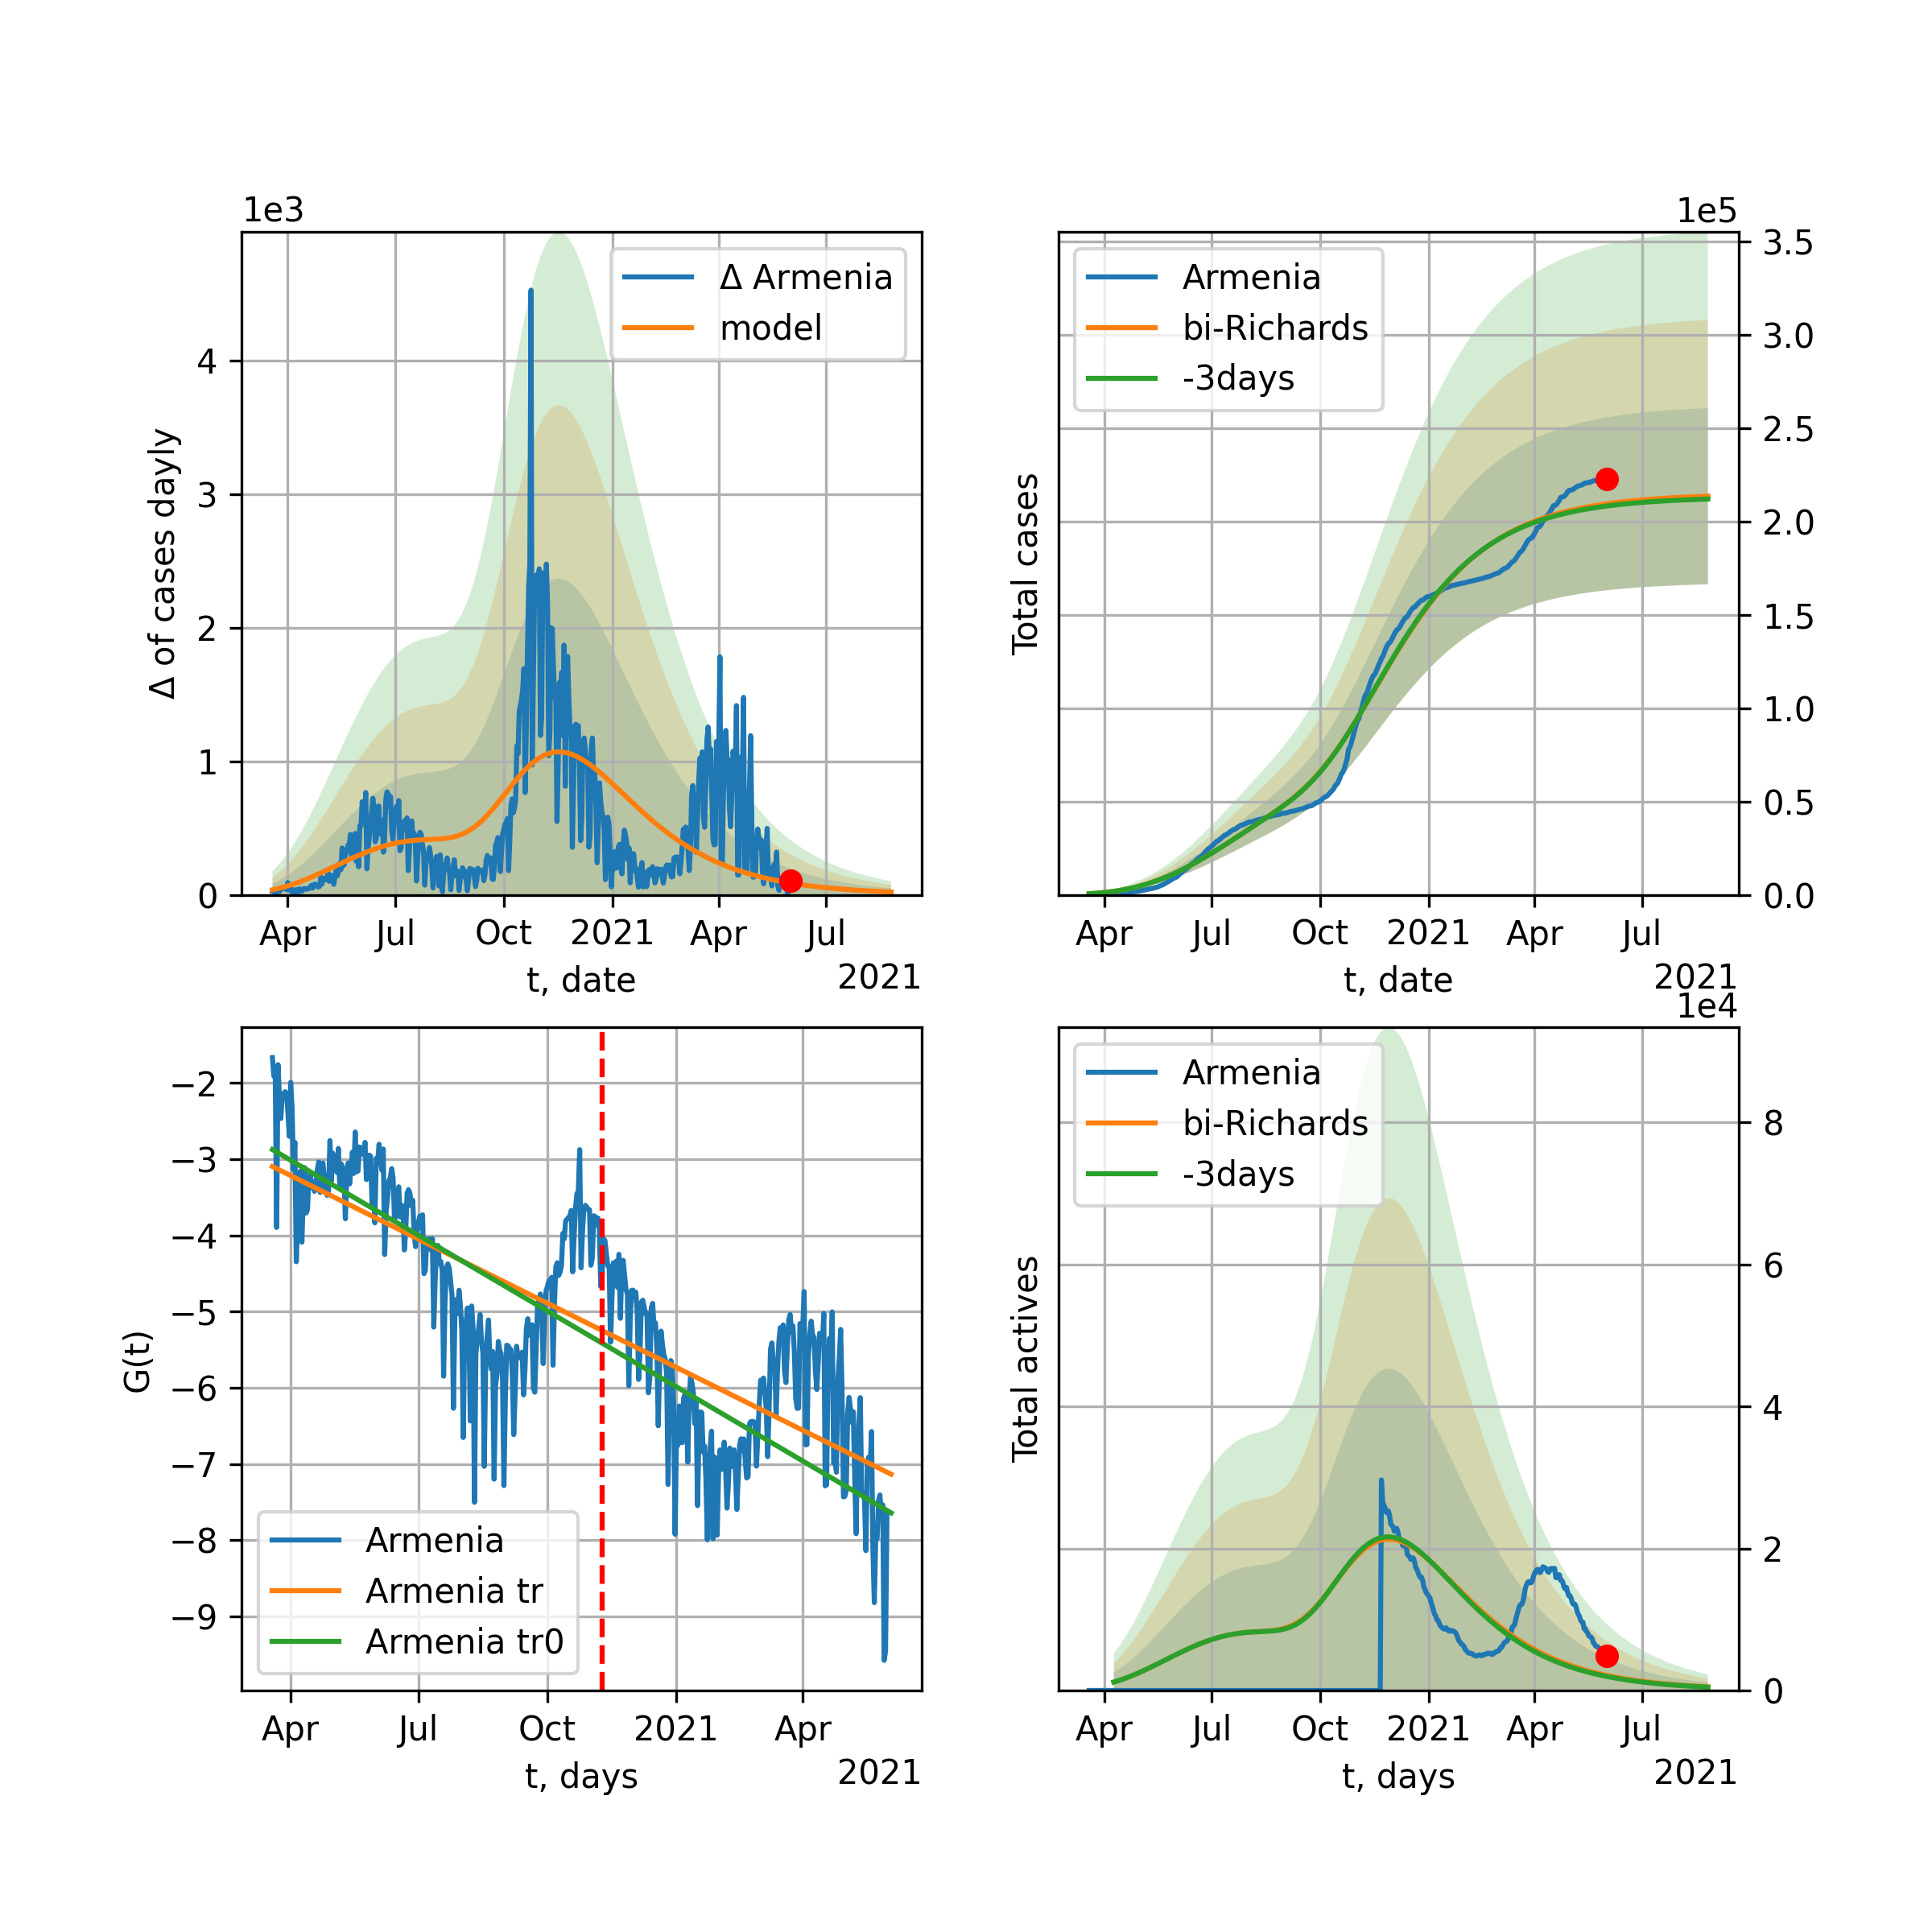 1e3
Δ of cases dayly
4
3
2
1
0
Δ Armenia
model
Apr Jul Oct 2021 Apr Jul
t, date
2021
1e5
Total cases
Armenia
bi-Richards
-3days
3.5
3.0
2.5
2.0
1.5
1.0
0.5
0.0
Apr Jul Oct 2021 Apr Jul
t, date
2021
G(t)
−2
−3
−4
−5
−6
−7
−8
−9
Armenia
Armenia tr
Armenia tr0
Apr Jul Oct 2021 Apr
t, days
2021
1e4
Total actives
Armenia
bi-Richards
-3days
8
6
4
2
0
Apr Jul Oct 2021 Apr Jul
t, days
2021